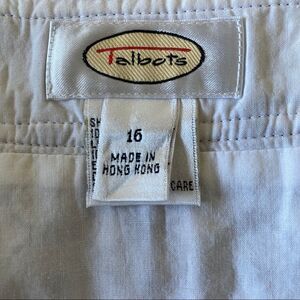 Talbots
16
MADE IN
HONG KONG
CARE